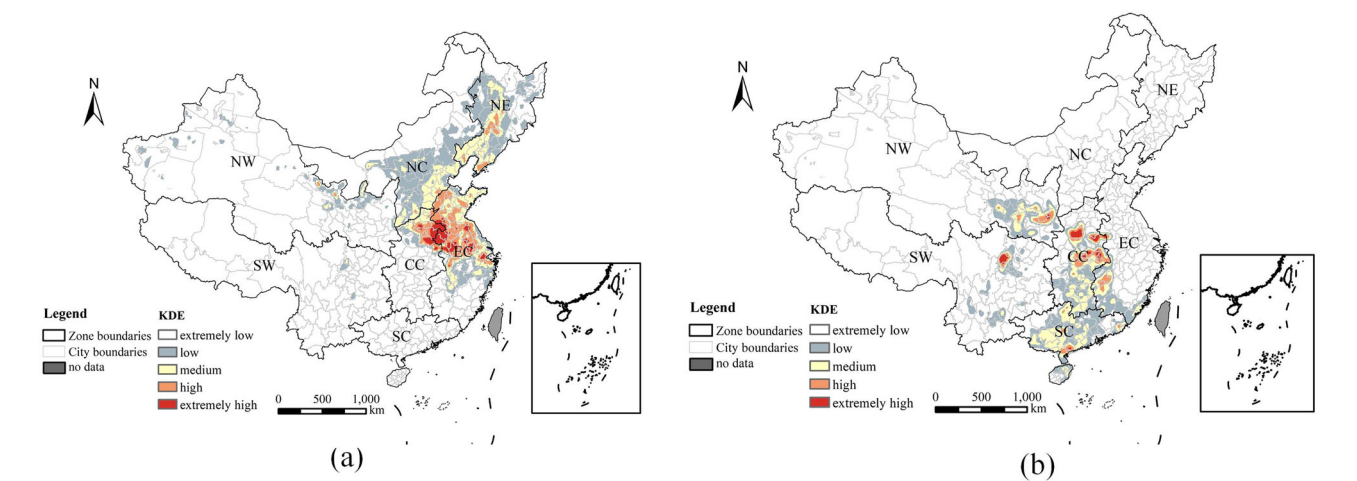 N
NE
NW
NC
EC
SW
CC
SC
Legend
Zone boundaries
City boundaries
no data
KDE
extremely low
low
medium
high
extremely high
0 500 1,000
km
(a)
N
NE
NW
NC
EC
SW
CC
SC
Legend
Zone boundaries
City boundaries
no data
KDE
extremely low
low
medium
high
extremely high
0 500 1,000
km
(b)